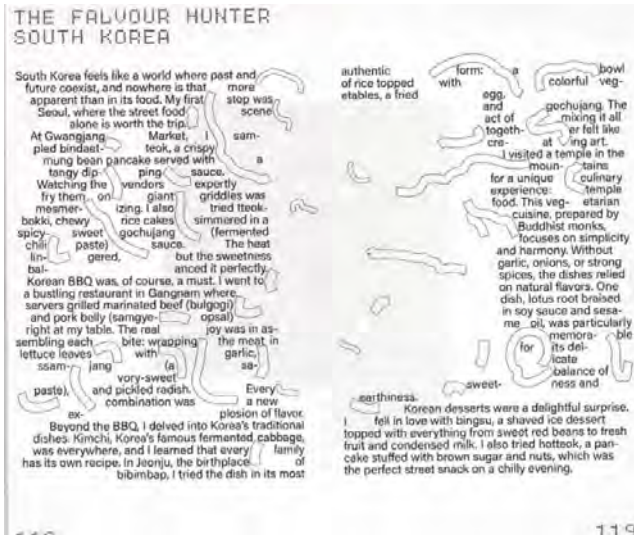 THE FALVOUR HUNTER
SOUTH KOREA
South Korea feels like a world where past and
future coexist, and nowhere is that more
apparent than in its food. My first stop was
Seoul, where the street food scene
alone is worth the trip.
At Gwangjang Market, I sam-
pled bindaet- teok, a crispy
mung bean pancake served with a
tangy dip- ping sauce.
Watching the vendors expertly
fry them on giant griddles was
mesmer- izing. I also tried tteok-
bokki, chewy rice cakes simmered in a
spicy- sweet gochujang (fermented
chili paste) sauce. The heat
lin- gered, but the sweetness
bal- anced it perfectly.
Korean BBQ was, of course, a must. I went to
a bustling restaurant in Gangnam where
servers grilled marinated beef (bulgogi)
and pork belly (samgye- opsal)
right at my table. The real joy was in as-
sembling each bite: wrapping the meat in
lettuce leaves with garlic,
ssam- jang (a sa-
vory-sweet
paste), and pickled radish. Every
combination was a new
ex- plosion of flavor.
Beyond the BBQ, I delved into Korea's traditional
dishes. Kimchi, Korea's famous fermented cabbage,
was everywhere, and I learned that every family
has its own recipe. In Jeonju, the birthplace of
bibimbap, I tried the dish in its most
authentic form: a bowl
of rice topped with colorful veg-
etables, a fried egg,
and gochujang. The
act of mixing it all
togeth- er felt like
cre- at ing art.
I visited a temple in the
moun- tains
for a unique culinary
experience: temple
food. This veg- etarian
cuisine, prepared by
Buddhist monks,
focuses on simplicity
and harmony. Without
garlic, onions, or strong
spices, the dishes relied
on natural flavors. One
dish, lotus root braised
in soy sauce and sesa-
me oil, was particularly
memora- ble
for its del-
icate
balance of
sweet- ness and
earthiness.
Korean desserts were a delightful surprise.
I fell in love with bingsu, a shaved ice dessert
topped with everything from sweet red beans to fresh
fruit and condensed milk. I also tried hotteok, a pan-
cake stuffed with brown sugar and nuts, which was
the perfect street snack on a chilly evening.
119